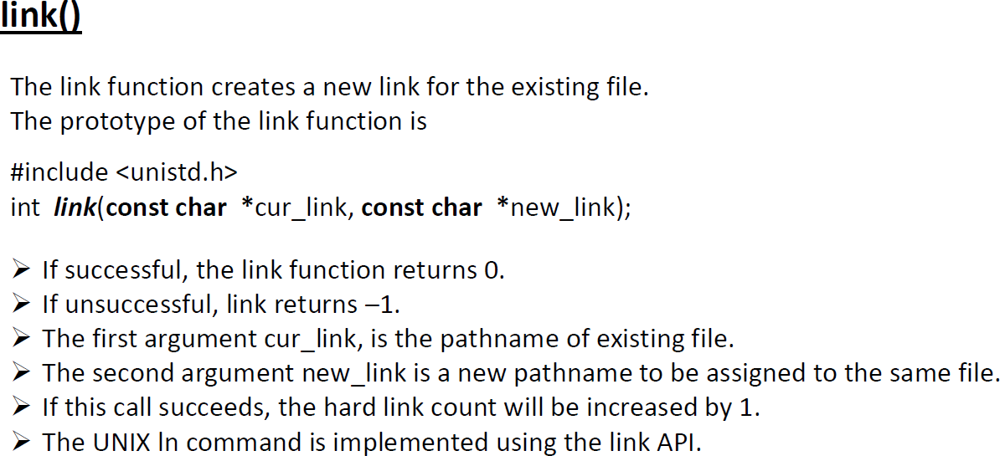 link()
The link function creates a new link for the existing file.
The prototype of the link function is
#include <unistd.h>
int link(const char *cur_link, const char *new_link);
➢ If successful, the link function returns 0.
➢ If unsuccessful, link returns –1.
➢ The first argument cur_link, is the pathname of existing file.
➢ The second argument new_link is a new pathname to be assigned to the same file.
➢ If this call succeeds, the hard link count will be increased by 1.
➢ The UNIX ln command is implemented using the link API.